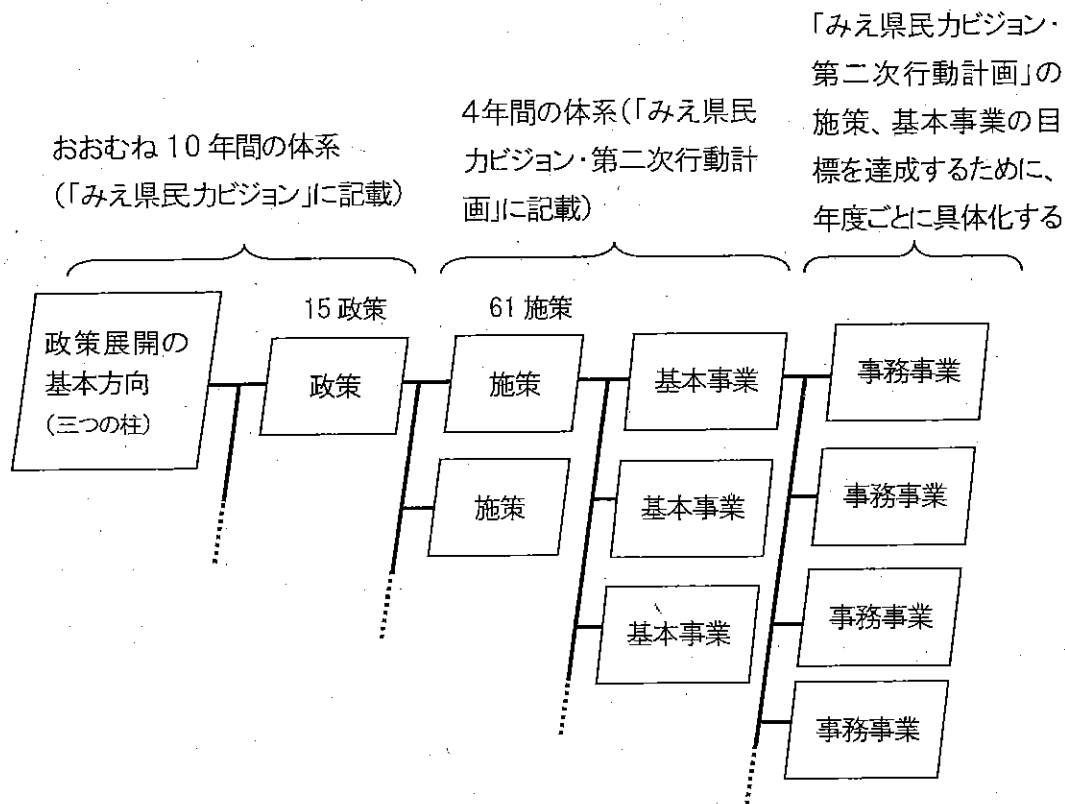 おおむね 10 年間の体系
(「みえ県民力ビジョン」に記載)
4年間の体系(「みえ県民
力ビジョン・第二次行動計
画」に記載)
「みえ県民力ビジョン・
第二次行動計画」の
施策、基本事業の目
標を達成するために、
年度ごとに具体化する
15 政策
61 施策
政策展開の
基本方向
(三つの柱)
政策
施策
基本事業
事務事業
施策
基本事業
事務事業
基本事業
事務事業
事務事業